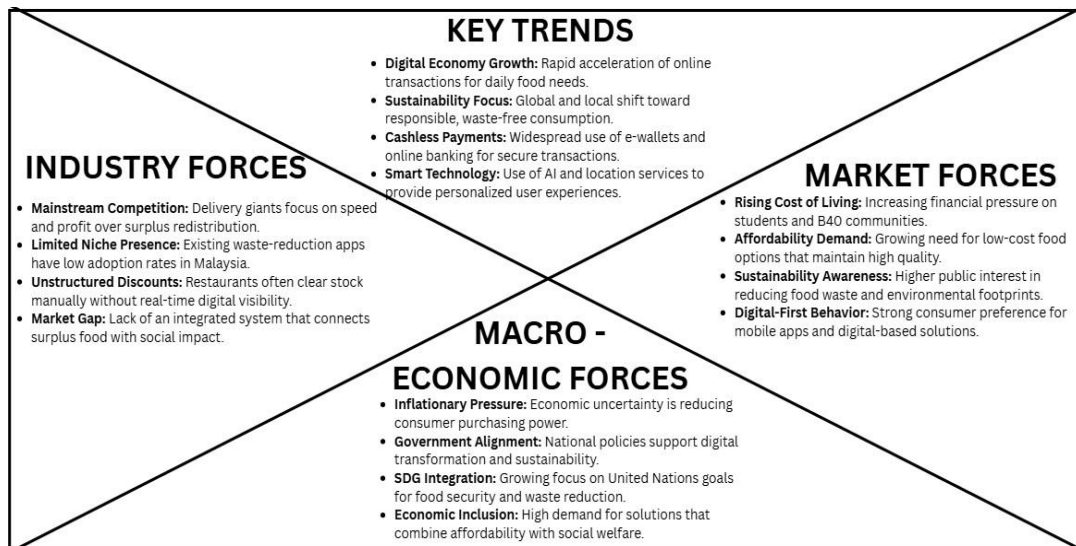 KEY TRENDS
• Digital Economy Growth: Rapid acceleration of online
transactions for daily food needs.
• Sustainability Focus: Global and local shift toward
responsible, waste-free consumption.
• Cashless Payments: Widespread use of e-wallets and
online banking for secure transactions.
• Smart Technology: Use of AI and location services to
provide personalized user experiences.
INDUSTRY FORCES
• Mainstream Competition: Delivery giants focus on speed
and profit over surplus redistribution.
• Limited Niche Presence: Existing waste-reduction apps
have low adoption rates in Malaysia.
• Unstructured Discounts: Restaurants often clear stock
manually without real-time digital visibility.
• Market Gap: Lack of an integrated system that connects
surplus food with social impact.
MARKET FORCES
• Rising Cost of Living: Increasing financial pressure on
students and B40 communities.
• Affordability Demand: Growing need for low-cost food
options that maintain high quality.
• Sustainability Awareness: Higher public interest in
reducing food waste and environmental footprints.
• Digital-First Behavior: Strong consumer preference for
mobile apps and digital-based solutions.
MACRO -
ECONOMIC FORCES
• Inflationary Pressure: Economic uncertainty is reducing
consumer purchasing power.
• Government Alignment: National policies support digital
transformation and sustainability.
• SDG Integration: Growing focus on United Nations goals
for food security and waste reduction.
• Economic Inclusion: High demand for solutions that
combine affordability with social welfare.